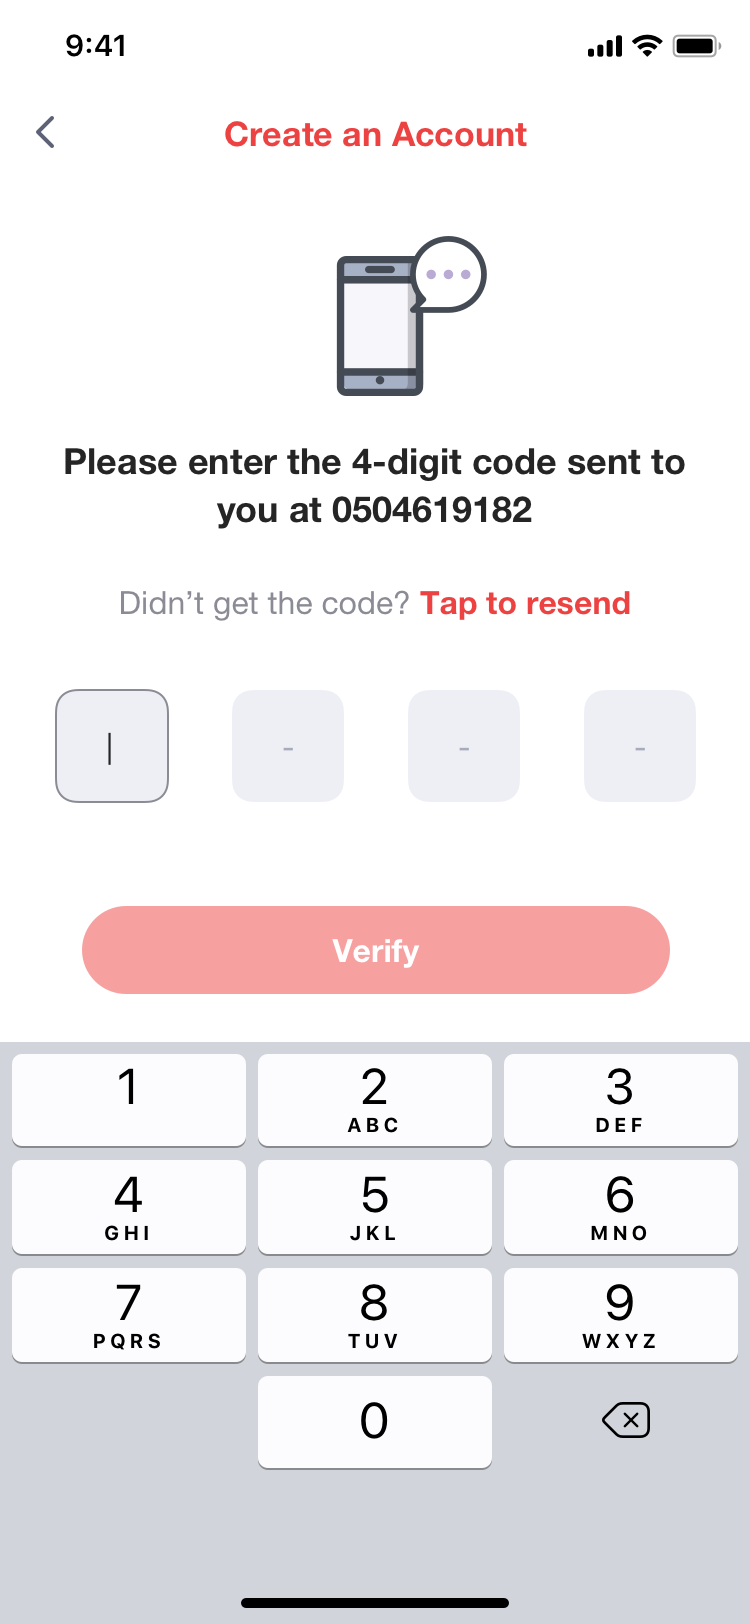 9:41
Create an Account
Please enter the 4-digit code sent to
you at 0504619182
Didn’t get the code? Tap to resend
- - -
Verify
1 2 3
ABC DEF
4 5 6
GHI JKL MNO
7 8 9
PQRS TUV WXYZ
0